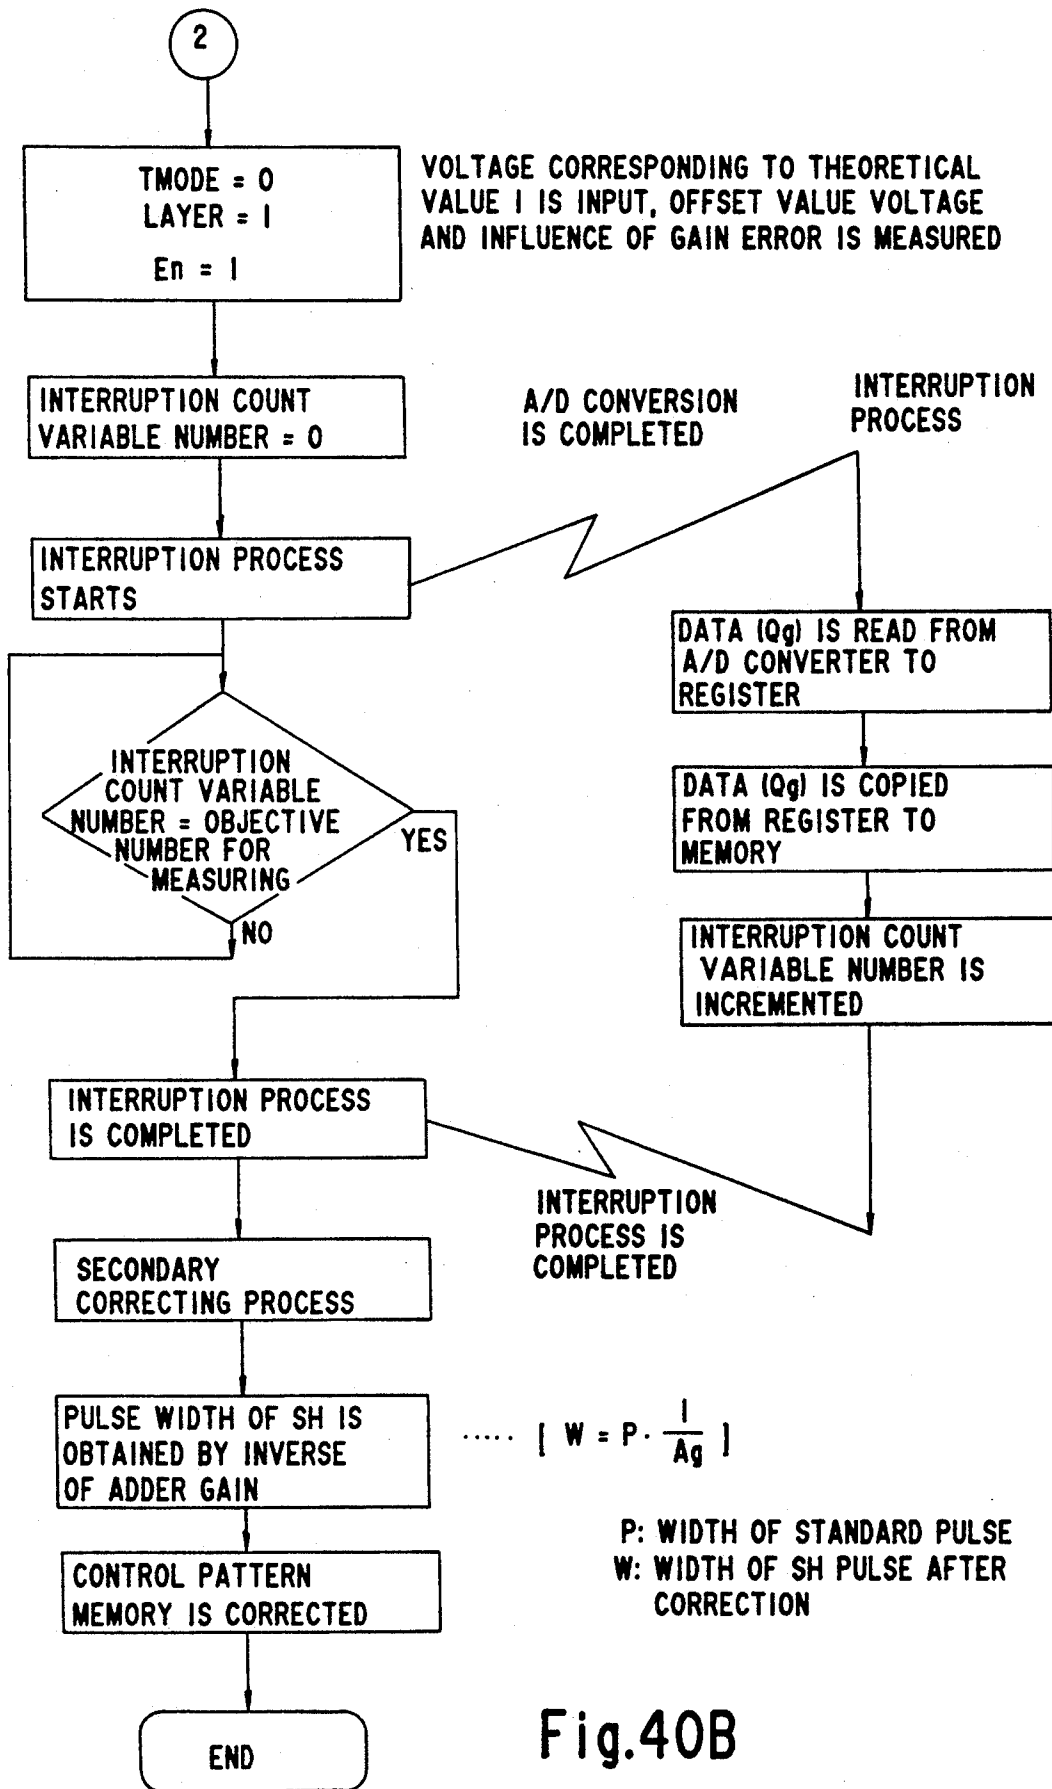 2
TMODE = 0
LAYER = 1
En = 1
VOLTAGE CORRESPONDING TO THEORETICAL
VALUE 1 IS INPUT, OFFSET VALUE VOLTAGE
AND INFLUENCE OF GAIN ERROR IS MEASURED
INTERRUPTION COUNT
VARIABLE NUMBER = 0
A/D CONVERSION
IS COMPLETED
INTERRUPTION
PROCESS
INTERRUPTION PROCESS
STARTS
DATA (Qg) IS READ FROM
A/D CONVERTER TO
REGISTER
INTERRUPTION
COUNT VARIABLE
NUMBER = OBJECTIVE
NUMBER FOR
MEASURING
YES
NO
DATA (Qg) IS COPIED
FROM REGISTER TO
MEMORY
INTERRUPTION COUNT
VARIABLE NUMBER IS
INCREMENTED
INTERRUPTION PROCESS
IS COMPLETED
INTERRUPTION
PROCESS IS
COMPLETED
SECONDARY
CORRECTING PROCESS
PULSE WIDTH OF SH IS
OBTAINED BY INVERSE
OF ADDER GAIN
..... [ W = P · 1/Ag ]
P: WIDTH OF STANDARD PULSE
W: WIDTH OF SH PULSE AFTER
CORRECTION
CONTROL PATTERN
MEMORY IS CORRECTED
END
Fig.40B